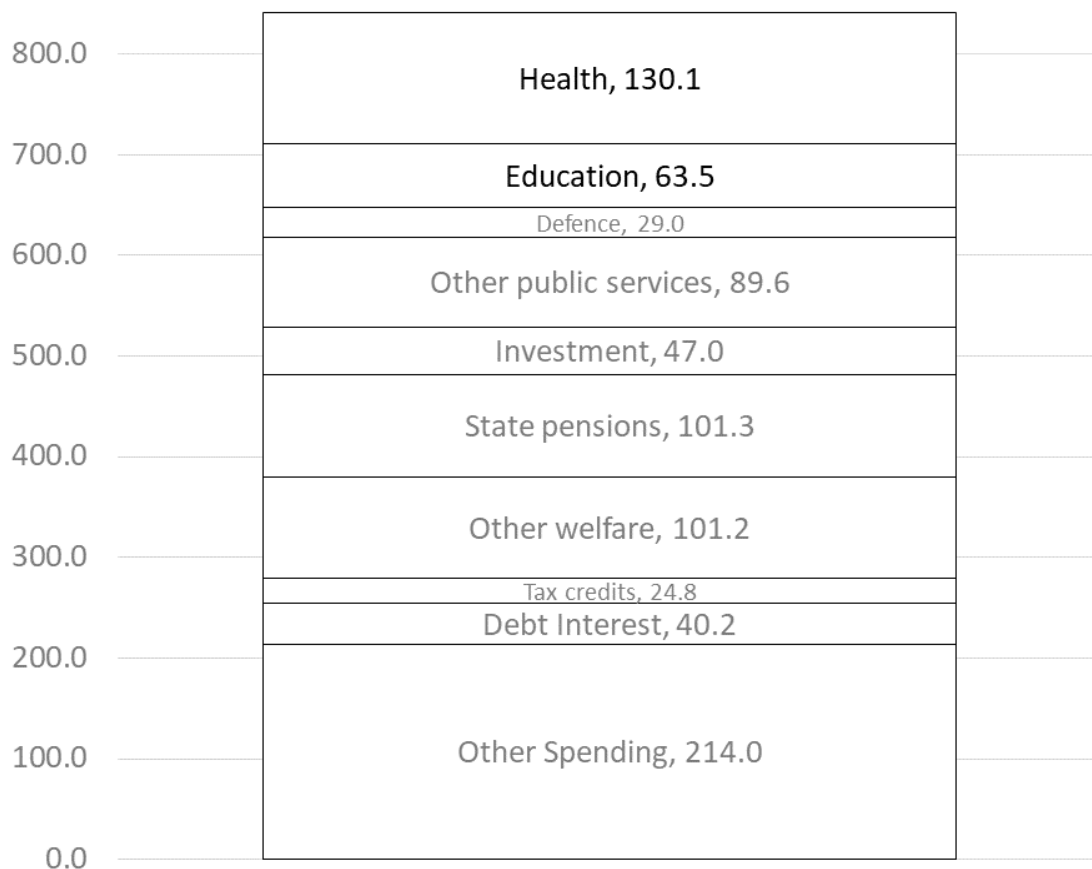 800.0
Health, 130.1
700.0
Education, 63.5
Defence, 29.0
600.0
Other public services, 89.6
500.0
Investment, 47.0
State pensions, 101.3
400.0
Other welfare, 101.2
300.0
Tax credits, 24.8
Debt Interest, 40.2
200.0
Other Spending, 214.0
100.0
0.0